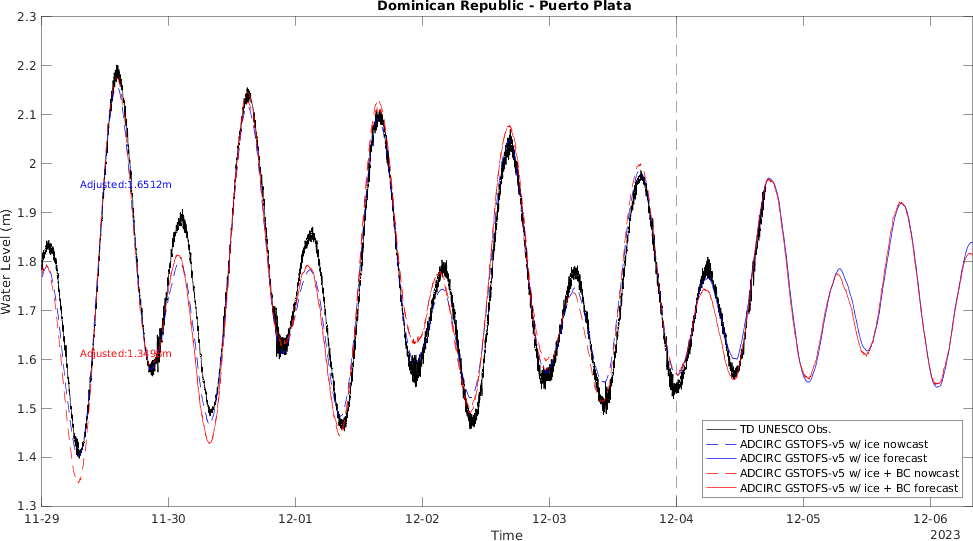 Dominican Republic - Puerto Plata
2.3
2.2
2.1
2
1.9
1.8
1.7
1.6
1.5
1.4
1.3
Water Level (m)
Adjusted:1.6512m
TD UNESCO Obs.
ADCIRC GSTOFS-v5 w/ ice nowcast
ADCIRC GSTOFS-v5 w/ ice forecast
ADCIRC GSTOFS-v5 w/ ice + BC nowcast
ADCIRC GSTOFS-v5 w/ ice + BC forecast
11-29 11-30 12-01 12-02 12-03 12-04 12-05 12-06
Time
2023